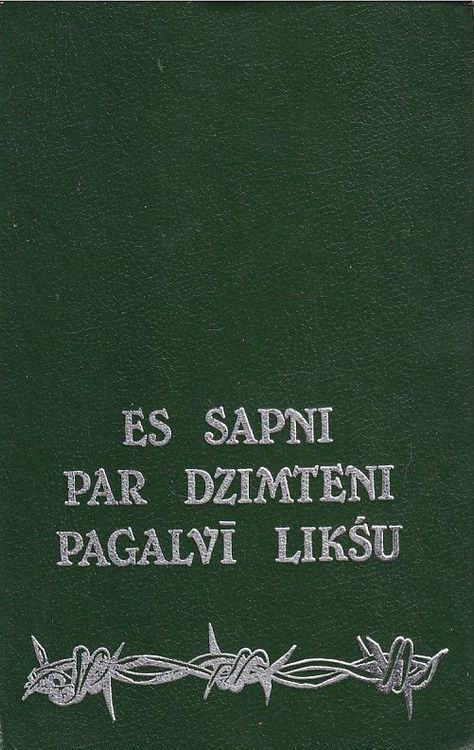 ES SAPNI
PAR DZIMTENI
PAGALVĪ LIKŠU